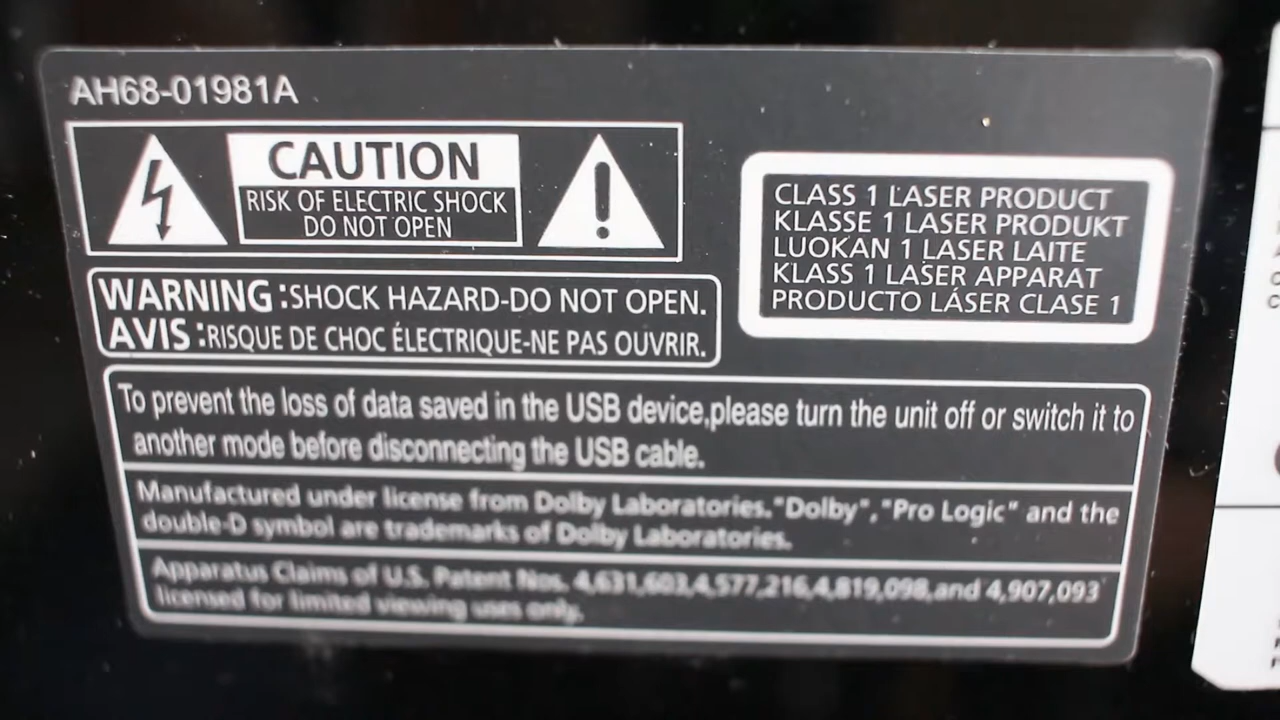 AH68-01981A
CAUTION
RISK OF ELECTRIC SHOCK
DO NOT OPEN
CLASS 1 LASER PRODUCT
KLASSE 1 LASER PRODUKT
LUOKAN 1 LASER LAITE
KLASS 1 LASER APPARAT
PRODUCTO LÁSER CLASE 1
WARNING :SHOCK HAZARD-DO NOT OPEN.
AVIS :RISQUE DE CHOC ÉLECTRIQUE-NE PAS OUVRIR.
To prevent the loss of data saved in the USB device,please turn the unit off or switch it to
another mode before disconnecting the USB cable.
Manufactured under license from Dolby Laboratories."Dolby","Pro Logic" and the
double-D symbol are trademarks of Dolby Laboratories.
Apparatus Claims of U.S. Patent Nos. 4,631,603,4,577,216,4,819,098,and 4,907,093
licensed for limited viewing uses only.